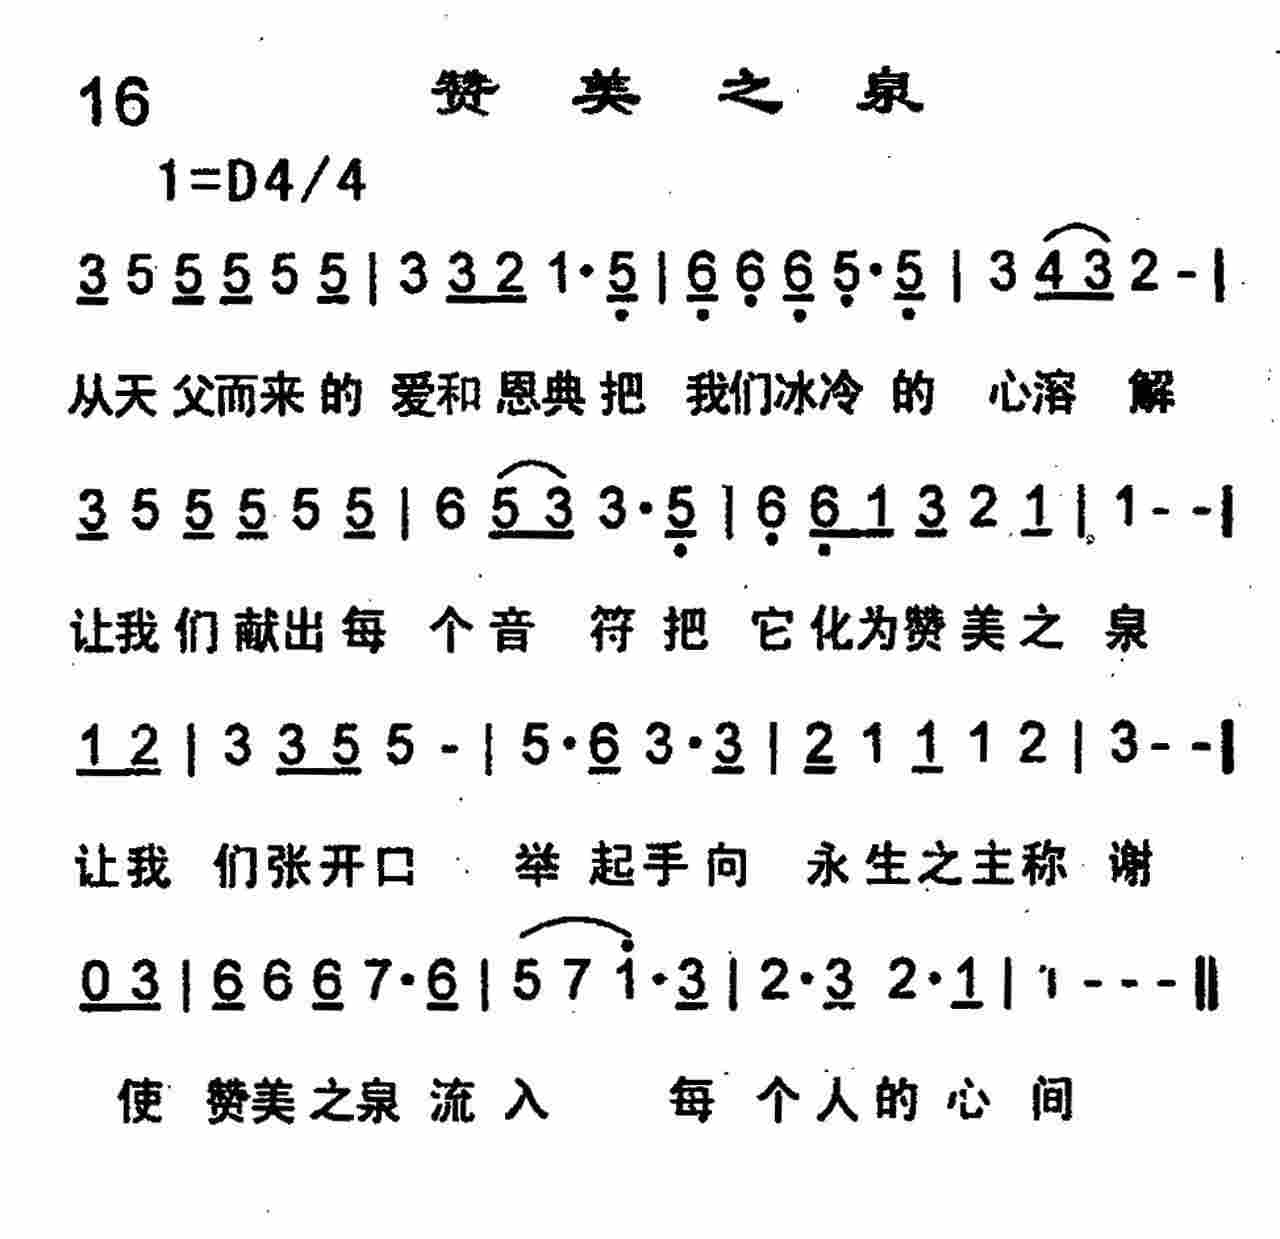 16 赞美之泉
1=D4/4
3 5 5 5 5 5 | 3 3 2 1·5 | 6 6 6 5·5 | 3 4 3 2 -|
从天父而来的爱和恩典把 我们冰冷的 心溶 解
3 5 5 5 5 5 | 6 5 3 3·5 | 6 6 1 3 2 1 | 1 - -|
让我们献出每 个音 符把 它化为赞美之 泉
1 2 | 3 3 5 5 - | 5·6 3·3 | 2 1 1 1 2 | 3 - -|
让我 们张开口 举起手向 永生之主称 谢
0 3 | 6 6 6 7·6 | 5 7 1·3 | 2·3 2·1 | 1 - - -‖
使 赞美之泉流入 每个人的心 间